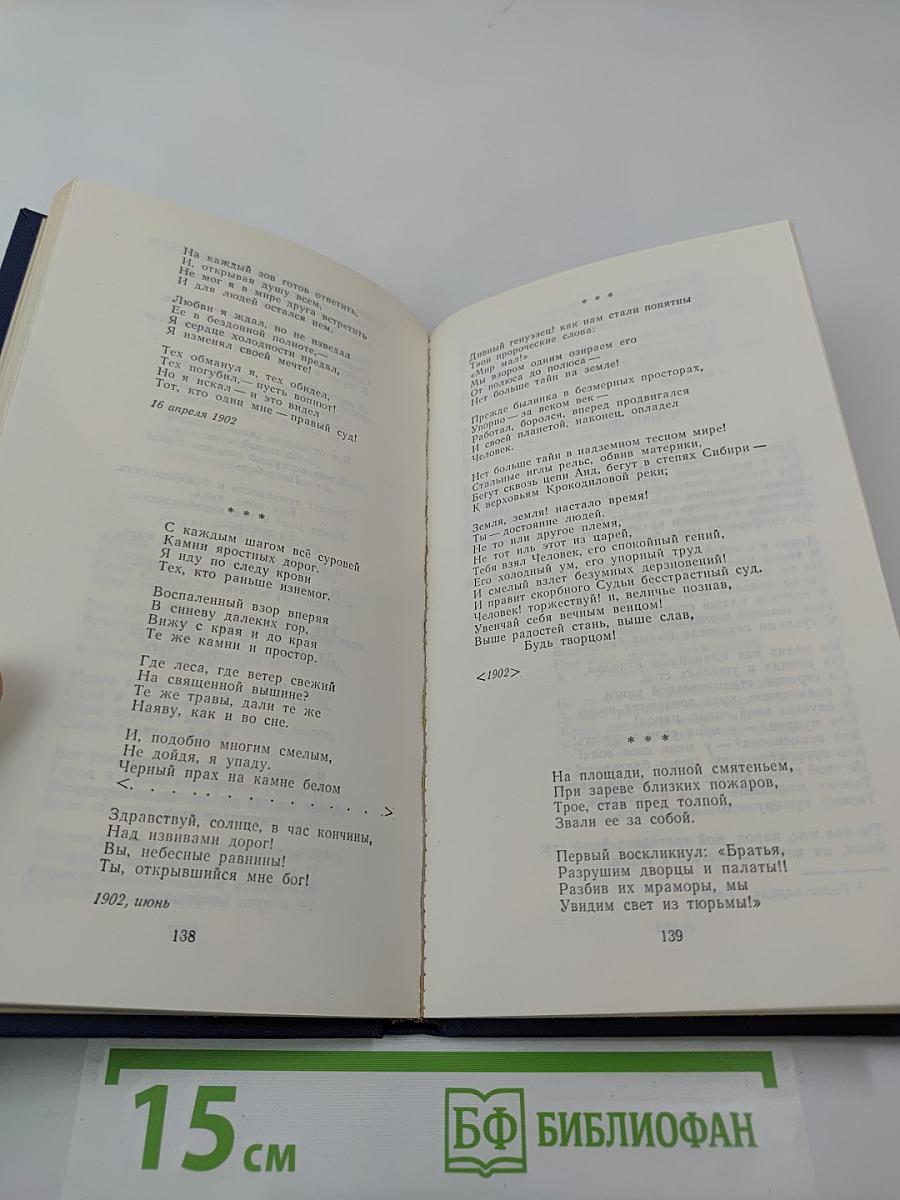 На каждый зов готов ответить,
И, открывая душу всем,
Не мог я в мире друга встретить
И для людей остался нем.
Любви я ждал, но не изведал
Ее в бездонной полноте,—
Я сердце холодности предал,
Я изменял своей мечте!
Тех обманул я, тех обидел,
Тех погубил,— пусть вопиют!
Но я искал — и это видел
Тот, кто один мне — правый суд!
16 апреля 1902
* * *
С каждым шагом всё суровей
Камни яростных дорог.
Я иду по следу крови
Тех, кто раньше изнемог.
Воспаленный взор вперяя
В синеву далеких гор,
Вижу с края и до края
Те же камни и простор.
Где леса, где ветер свежий
На священной вышине?
Те же травы, дали те же
Наяву, как и во сне.
И, подобно многим смелым,
Не дойдя, я упаду.
Черный прах на камне белом
<. . . . . . . . . . . . . .>
Здравствуй, солнце, в час кончины,
Над извивами дорог!
Вы, небесные равнины!
Ты, открывшийся мне бог!
1902, июнь
138
* * *
Дивный генуэзец! как нам стали понятны
Твои пророческие слова:
«Мир мал!»
Мы взором одним озираем его
От полюса до полюса —
Нет больше тайн на земле!
Прежде былинка в безмерных просторах,
Упорно — за веком век —
Работал, боролся, вперед продвигался
И своей планетой, наконец, овладел
Человек.
Нет больше тайн в надземном тесном мире!
Стальные иглы рельс, обвив материки,
Бегут сквозь цепи Анд, бегут в степях Сибири —
К верховьям Крокодиловой реки;
Земля, земля! настало время!
Ты — достояние людей.
Не то или другое племя,
Не тот иль этот из царей,
Тебя взял Человек, его спокойный гений,
Его холодный ум, его упорный труд
И смелый взлет безумных дерзновений!
И правит скорбного Судьи бесстрастный суд.
Человек! торжествуй! и, величье познав,
Увенчай себя вечным венцом!
Выше радостей стань, выше слав,
Будь творцом!
<1902>
* * *
На площади, полной смятеньем,
При зареве близких пожаров,
Трое, став пред толпой,
Звали ее за собой.
Первый воскликнул: «Братья,
Разрушим дворцы и палаты!!
Разбив их мраморы, мы
Увидим свет из тюрьмы!»
139
15 см
БФ БИБЛИОФАН